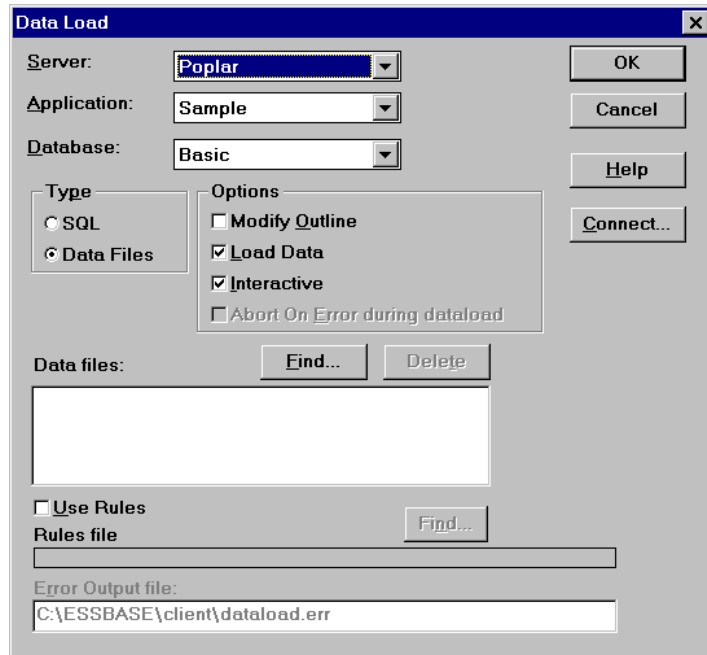 Data Load
Server: Poplar OK
Application: Sample Cancel
Database: Basic
Help
Type Options
SQL Modify Outline Connect...
Data Files Load Data
Interactive
Abort On Error during dataload
Data files: Find... Delete
Use Rules
Rules file Find...
Error Output file:
C:\ESSBASE\client\dataload.err